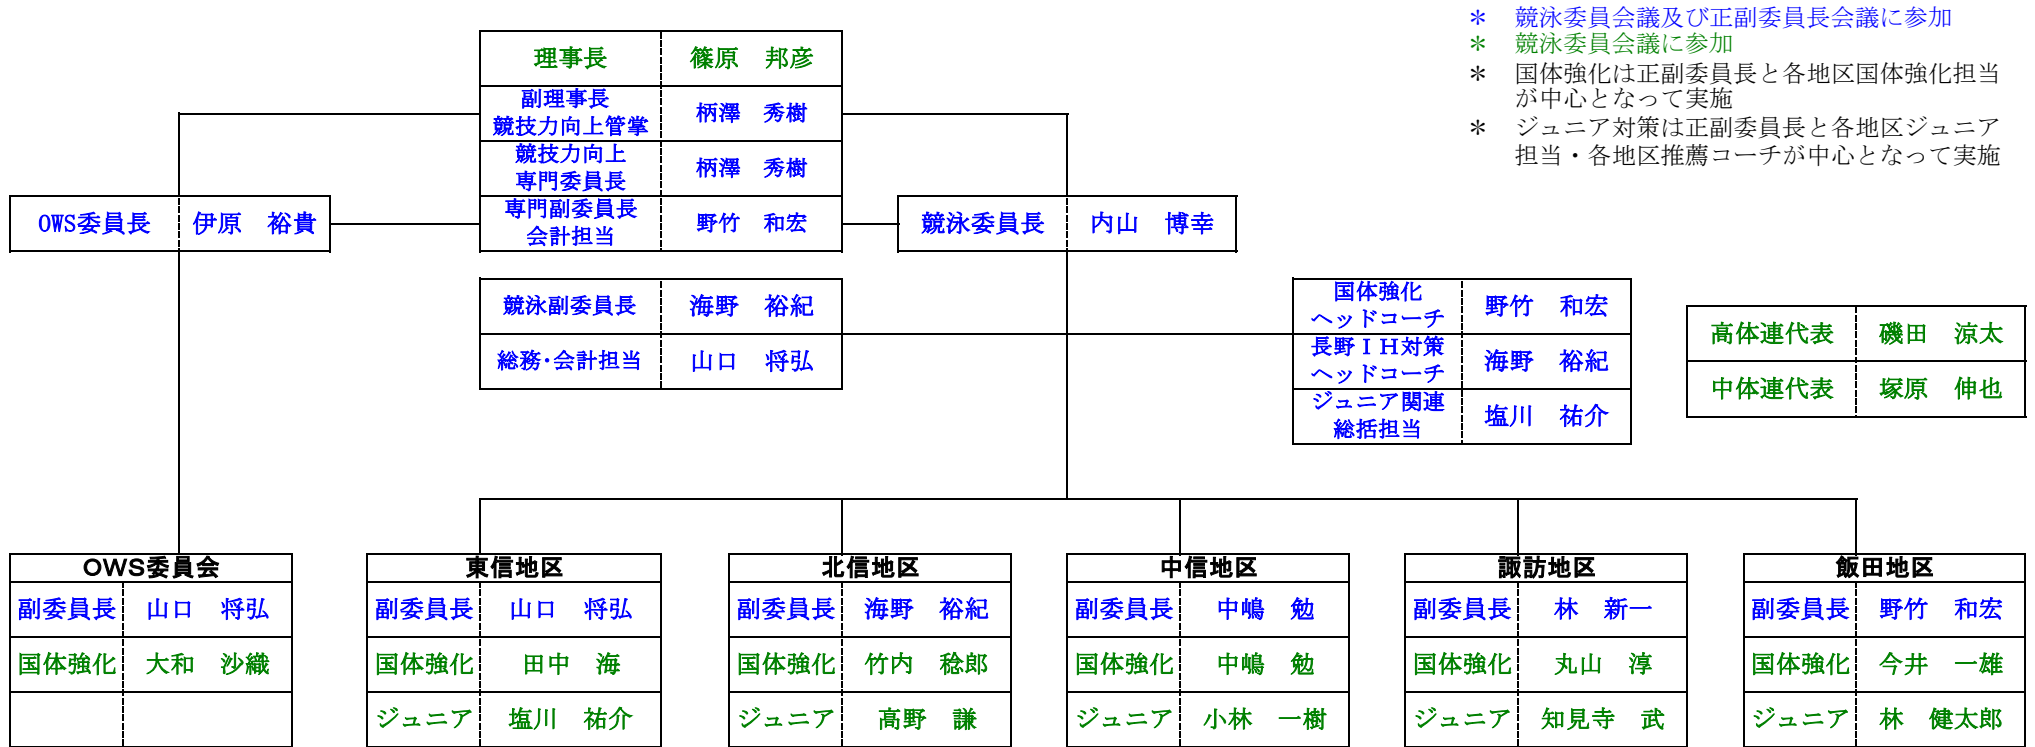 ＊ 競泳委員会議及び正副委員長会議に参加
＊ 競泳委員会議に参加
＊ 国体強化は正副委員長と各地区国体強化担当
が中心となって実施
＊ ジュニア対策は正副委員長と各地区ジュニア
担当・各地区推薦コーチが中心となって実施
理事長 篠原 邦彦
副理事長
競技力向上管掌 柄澤 秀樹
競技力向上
専門委員長 柄澤 秀樹
専門副委員長
会計担当 野竹 和宏
OWS委員長 伊原 裕貴
競泳委員長 内山 博幸
競泳副委員長 海野 裕紀
総務・会計担当 山口 将弘
国体強化
ヘッドコーチ 野竹 和宏
長野ＩＨ対策
ヘッドコーチ 海野 裕紀
ジュニア関連
総括担当 塩川 祐介
高体連代表 磯田 涼太
中体連代表 塚原 伸也
OWS委員会
副委員長 山口 将弘
国体強化 大和 沙織
東信地区
副委員長 山口 将弘
国体強化 田中 海
ジュニア 塩川 祐介
北信地区
副委員長 海野 裕紀
国体強化 竹内 稔郎
ジュニア 高野 謙
中信地区
副委員長 中嶋 勉
国体強化 中嶋 勉
ジュニア 小林 一樹
諏訪地区
副委員長 林 新一
国体強化 丸山 淳
ジュニア 知見寺 武
飯田地区
副委員長 野竹 和宏
国体強化 今井 一雄
ジュニア 林 健太郎